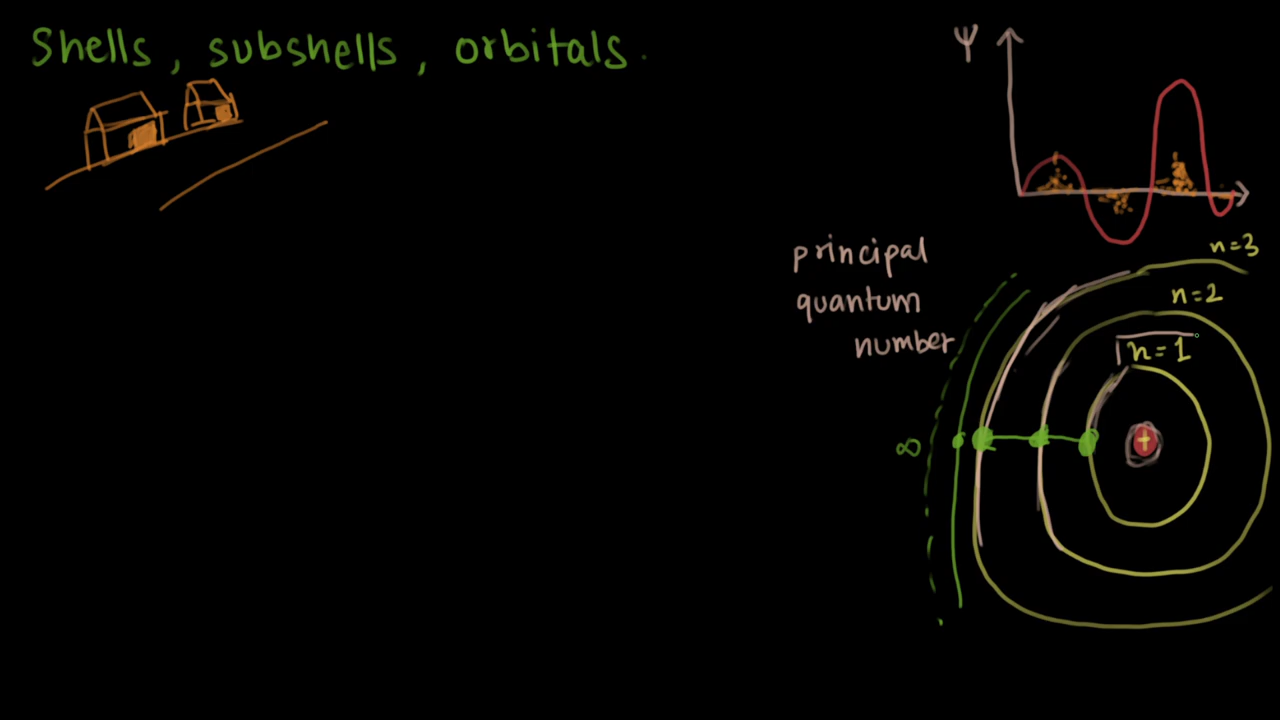 Shells, subshells, orbitals.
Ψ
principal
quantum
number
n=3
n=2
n=1
+
∞